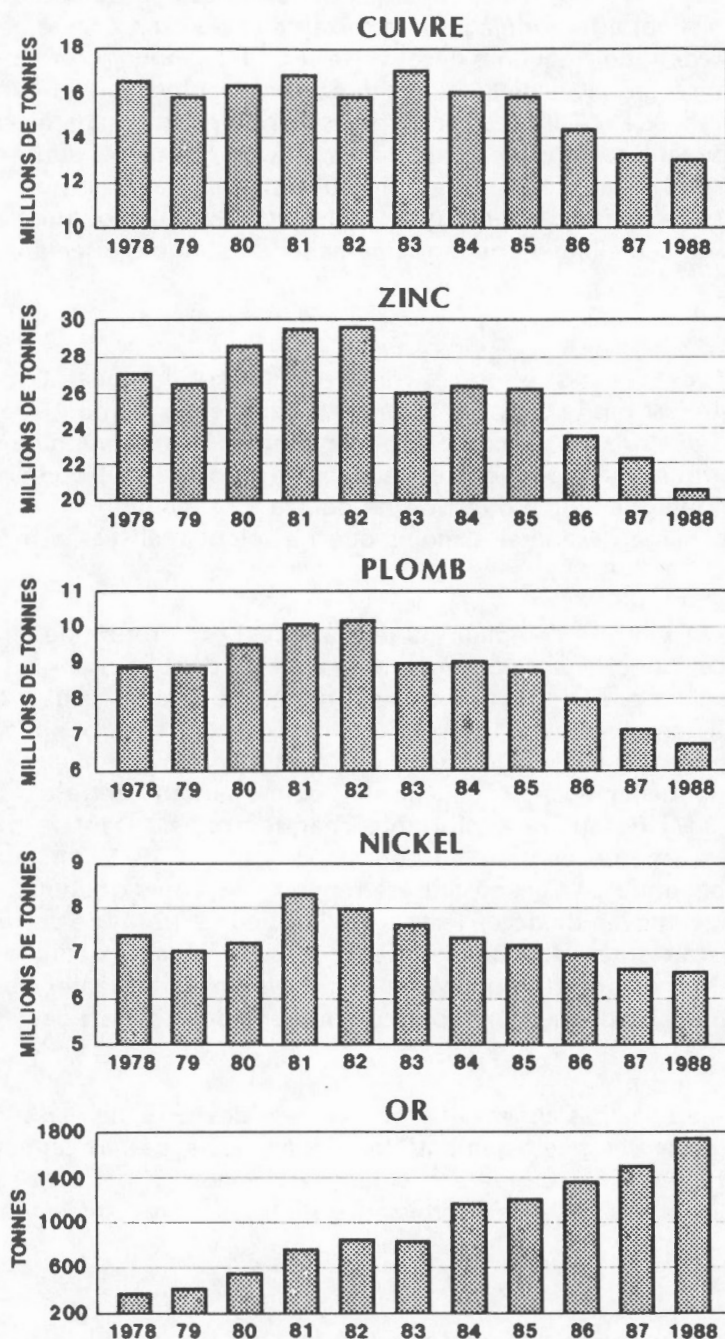 CUIVRE
MILLIONS DE TONNES
18
16
14
12
10
1978 79 80 81 82 83 84 85 86 87 1988
ZINC
MILLIONS DE TONNES
30
28
26
24
22
20
1978 79 80 81 82 83 84 85 86 87 1988
PLOMB
MILLIONS DE TONNES
11
10
9
8
7
6
1978 79 80 81 82 83 84 85 86 87 1988
NICKEL
MILLIONS DE TONNES
9
8
7
6
5
1978 79 80 81 82 83 84 85 86 87 1988
OR
TONNES
1800
1400
1000
600
200
1978 79 80 81 82 83 84 85 86 87 1988